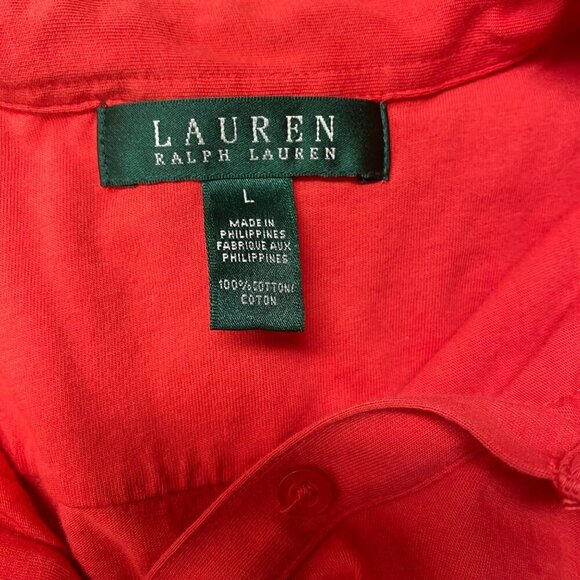 LAUREN
RALPH LAUREN
L
MADE IN
PHILIPPINES
FABRIQUE AUX
PHILIPPINES
100% COTTON/
COTON